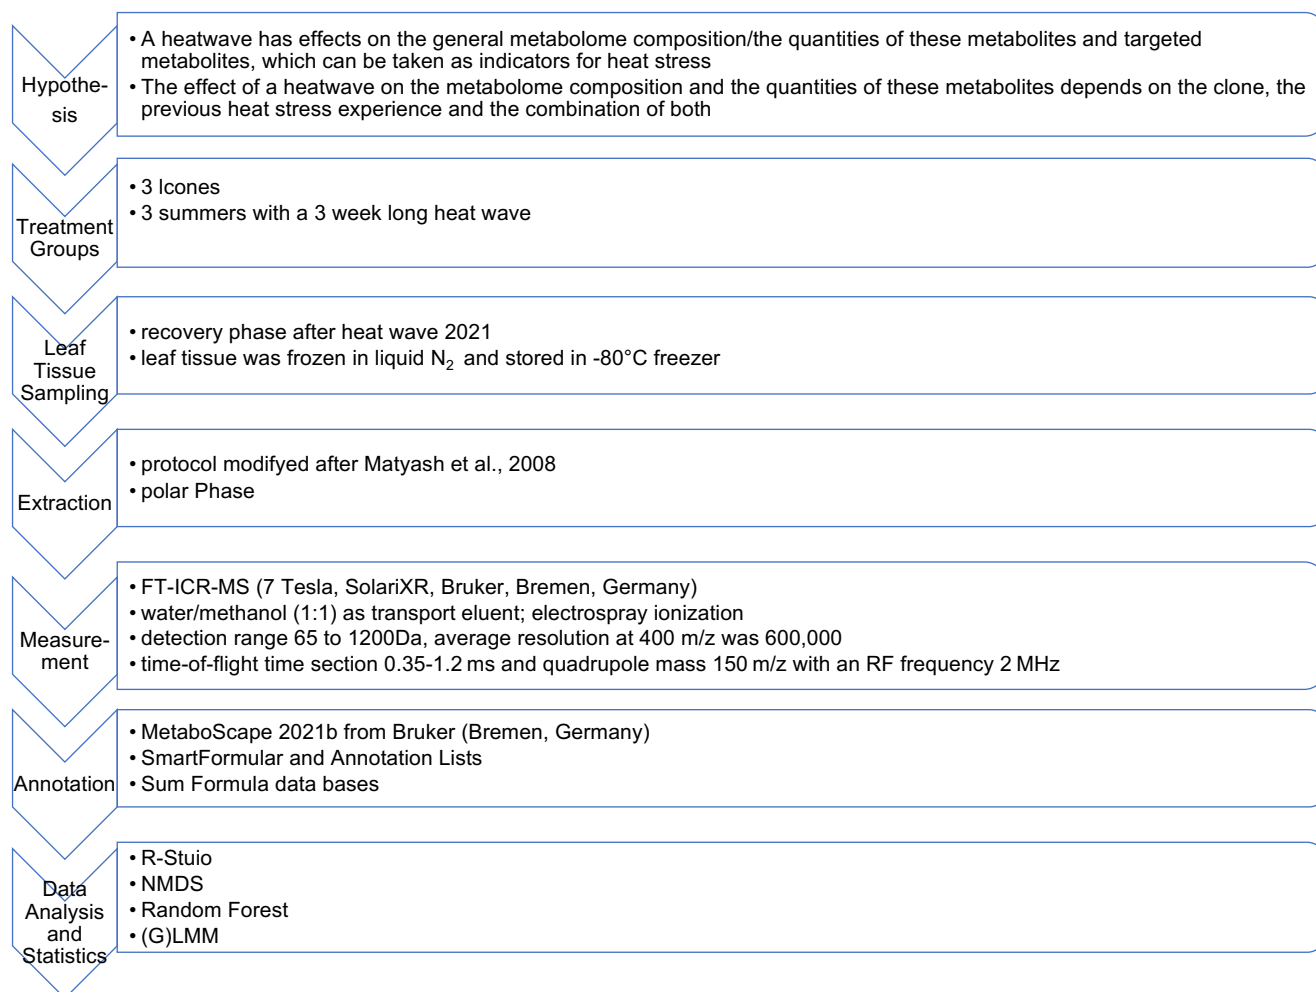 Hypothe-
sis
• A heatwave has effects on the general metabolome composition/the quantities of these metabolites and targeted
metabolites, which can be taken as indicators for heat stress
• The effect of a heatwave on the metabolome composition and the quantities of these metabolites depends on the clone, the
previous heat stress experience and the combination of both
Treatment
Groups
• 3 lcones
• 3 summers with a 3 week long heat wave
Leaf
Tissue
Sampling
• recovery phase after heat wave 2021
• leaf tissue was frozen in liquid N₂ and stored in -80°C freezer
Extraction
• protocol modifyed after Matyash et al., 2008
• polar Phase
Measure-
ment
• FT-ICR-MS (7 Tesla, SolariXR, Bruker, Bremen, Germany)
• water/methanol (1:1) as transport eluent; electrospray ionization
• detection range 65 to 1200Da, average resolution at 400 m/z was 600,000
• time-of-flight time section 0.35-1.2 ms and quadrupole mass 150 m/z with an RF frequency 2 MHz
Annotation
• MetaboScape 2021b from Bruker (Bremen, Germany)
• SmartFormular and Annotation Lists
• Sum Formula data bases
Data
Analysis
and
Statistics
• R-Stuio
• NMDS
• Random Forest
• (G)LMM